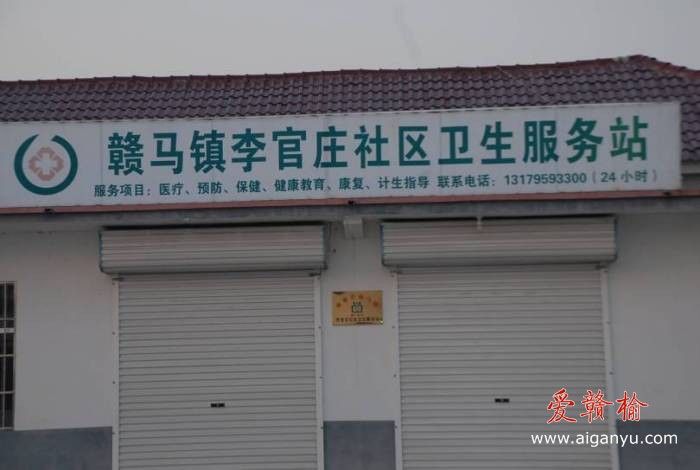 赣马镇李官庄社区卫生服务站
服务项目：医疗、预防、保健、健康教育、康复、计生指导 联系电话：13179593300（24小时）
爱赣榆
www.aiganyu.com